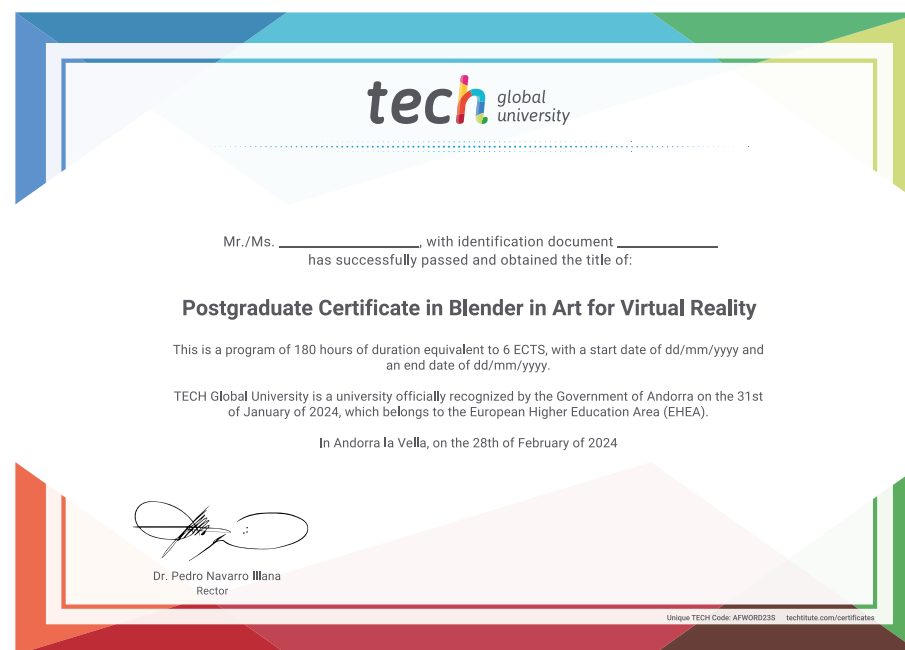 tech global university
Mr./Ms. ____________________, with identification document ______________
has successfully passed and obtained the title of:
Postgraduate Certificate in Blender in Art for Virtual Reality
This is a program of 180 hours of duration equivalent to 6 ECTS, with a start date of dd/mm/yyyy and
an end date of dd/mm/yyyy.
TECH Global University is a university officially recognized by the Government of Andorra on the 31st
of January of 2024, which belongs to the European Higher Education Area (EHEA).
In Andorra la Vella, on the 28th of February of 2024
Dr. Pedro Navarro Illana
Rector
Unique TECH Code: AFWORD23S techtitute.com/certificates